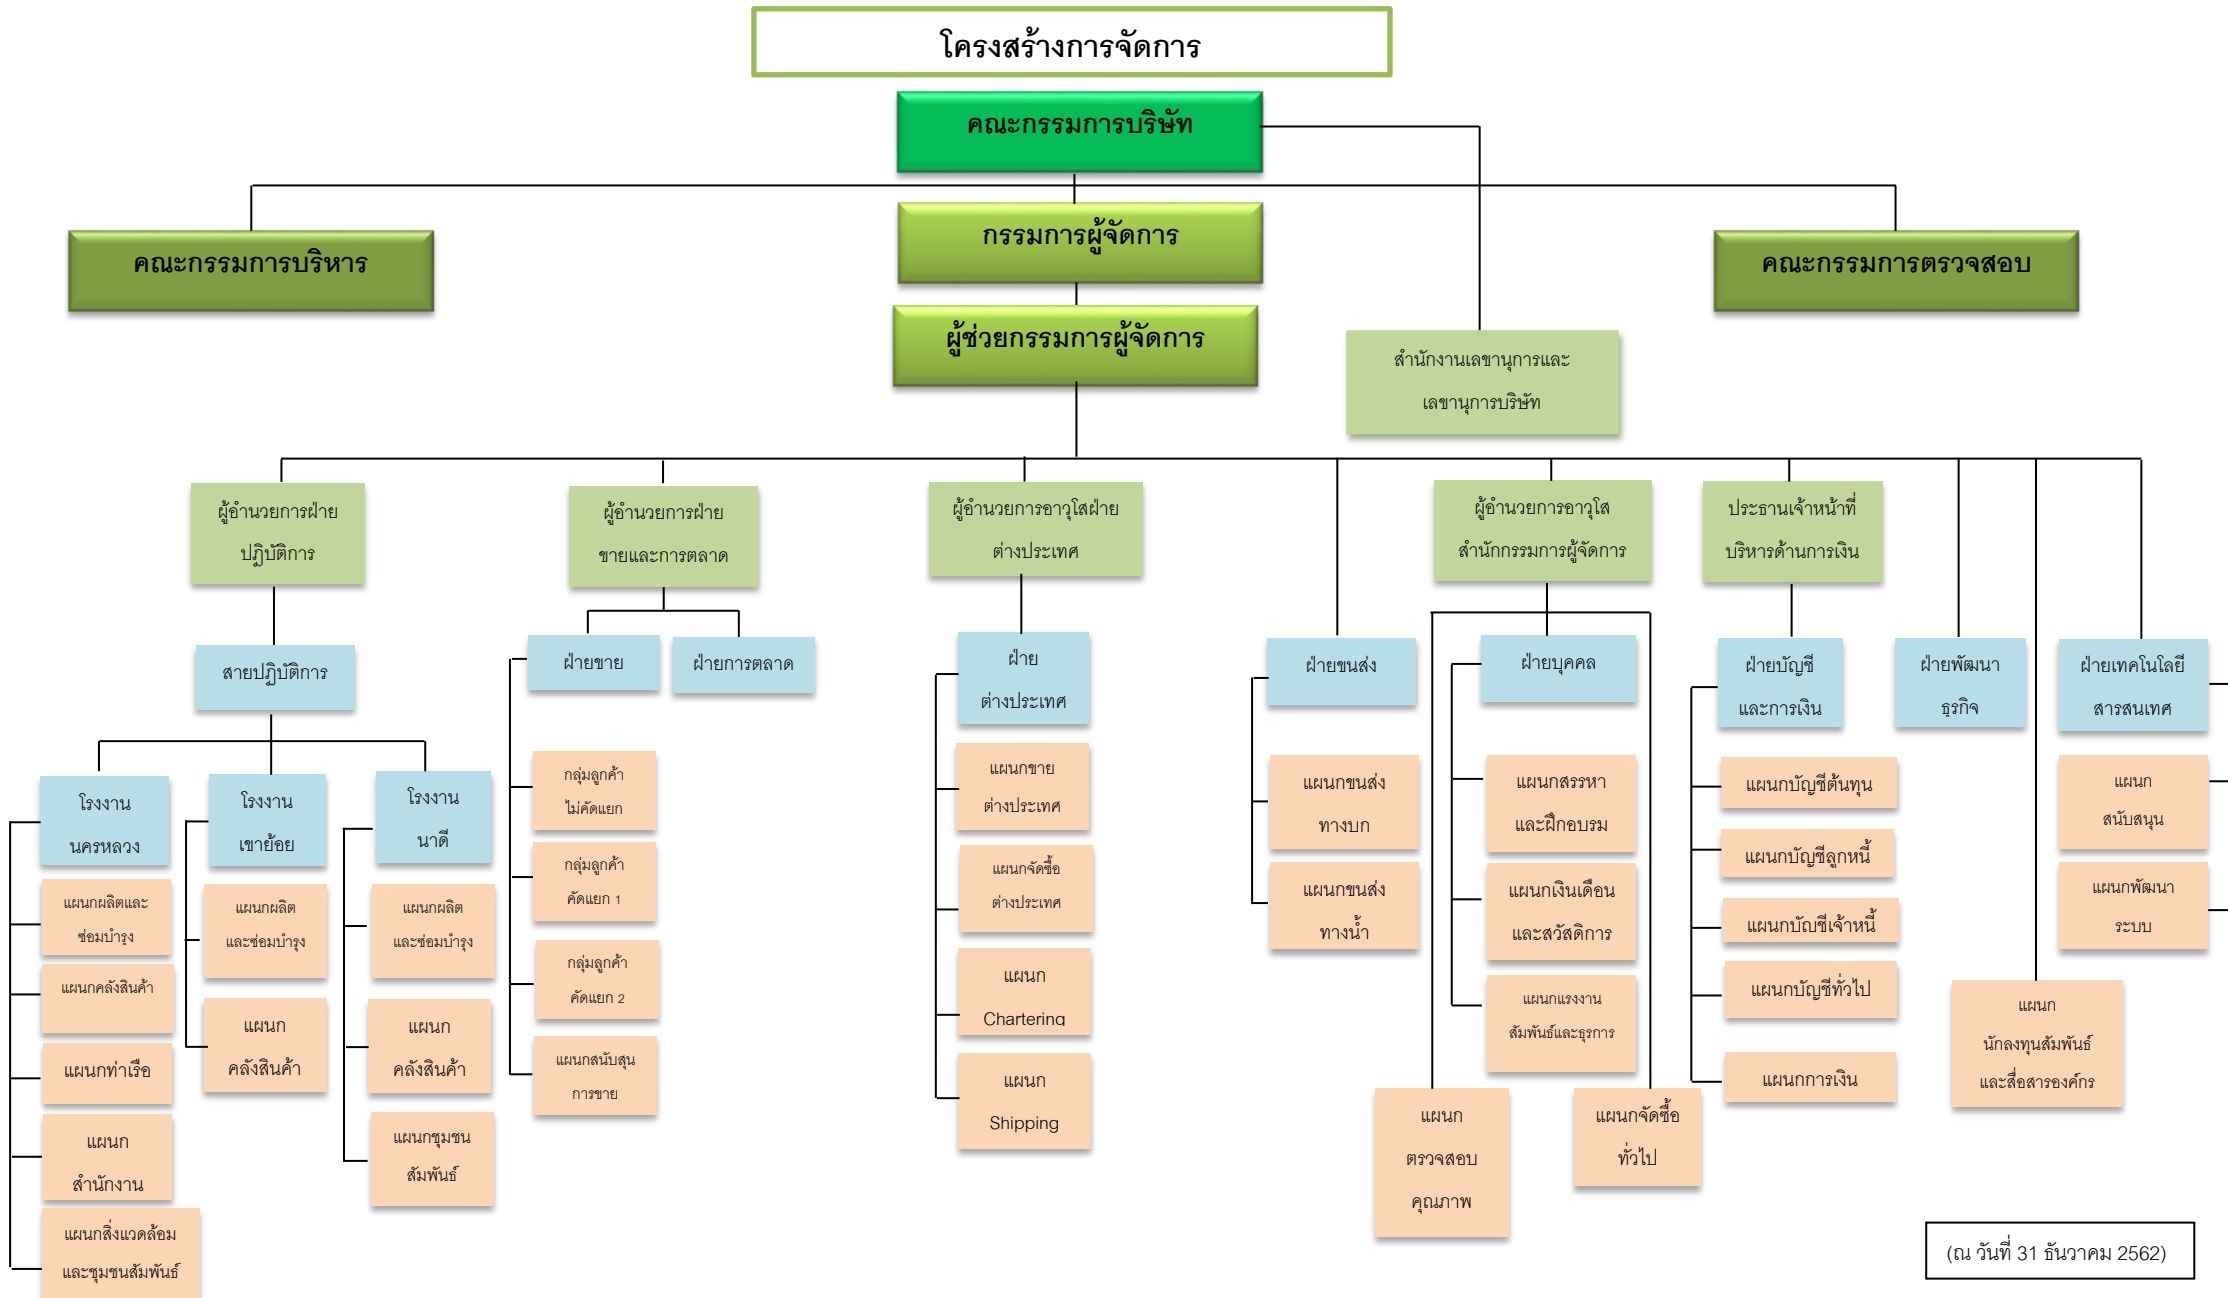 โครงสร้างการจัดการ
คณะกรรมการบริษัท
กรรมการผู้จัดการ
คณะกรรมการบริหาร
คณะกรรมการตรวจสอบ
ผู้ช่วยกรรมการผู้จัดการ
สำนักงานเลขานุการและ
เลขานุการบริษัท
ผู้อำนวยการฝ่าย
ปฏิบัติการ
ผู้อำนวยการฝ่าย
ขายและการตลาด
ผู้อำนวยการอาวุโสฝ่าย
ต่างประเทศ
ผู้อำนวยการอาวุโส
สำนักกรรมการผู้จัดการ
ประธานเจ้าหน้าที่
บริหารด้านการเงิน
สายปฏิบัติการ
ฝ่ายขาย
ฝ่ายการตลาด
ฝ่าย
ต่างประเทศ
ฝ่ายขนส่ง
ฝ่ายบุคคล
ฝ่ายบัญชี
และการเงิน
ฝ่ายพัฒนา
ธุรกิจ
ฝ่ายเทคโนโลยี
สารสนเทศ
โรงงาน
นครหลวง
โรงงาน
เขาย้อย
โรงงาน
นาดี
แผนกผลิตและ
ซ่อมบำรุง
แผนกคลังสินค้า
แผนกท่าเรือ
แผนก
สำนักงาน
แผนกสิ่งแวดล้อม
และชุมชนสัมพันธ์
แผนกผลิต
และซ่อมบำรุง
แผนก
คลังสินค้า
แผนกผลิต
และซ่อมบำรุง
แผนก
คลังสินค้า
แผนกชุมชน
สัมพันธ์
กลุ่มลูกค้า
ไม่คัดแยก
กลุ่มลูกค้า
คัดแยก 1
กลุ่มลูกค้า
คัดแยก 2
แผนกสนับสุน
การขาย
แผนกขาย
ต่างประเทศ
แผนกจัดซื้อ
ต่างประเทศ
แผนก
Chartering
แผนก
Shipping
แผนกขนส่ง
ทางบก
แผนกขนส่ง
ทางน้ำ
แผนกสรรหา
และฝึกอบรม
แผนกเงินเดือน
และสวัสดิการ
แผนกแรงงาน
สัมพันธ์และธุรการ
แผนก
ตรวจสอบ
คุณภาพ
แผนกจัดซื้อ
ทั่วไป
แผนกบัญชีต้นทุน
แผนกบัญชีลูกหนี้
แผนกบัญชีเจ้าหนี้
แผนกบัญชีทั่วไป
แผนกการเงิน
แผนก
นักลงทุนสัมพันธ์
และสื่อสารองค์กร
แผนก
สนับสนุน
แผนกพัฒนา
ระบบ
(ณ วันที่ 31 ธันวาคม 2562)